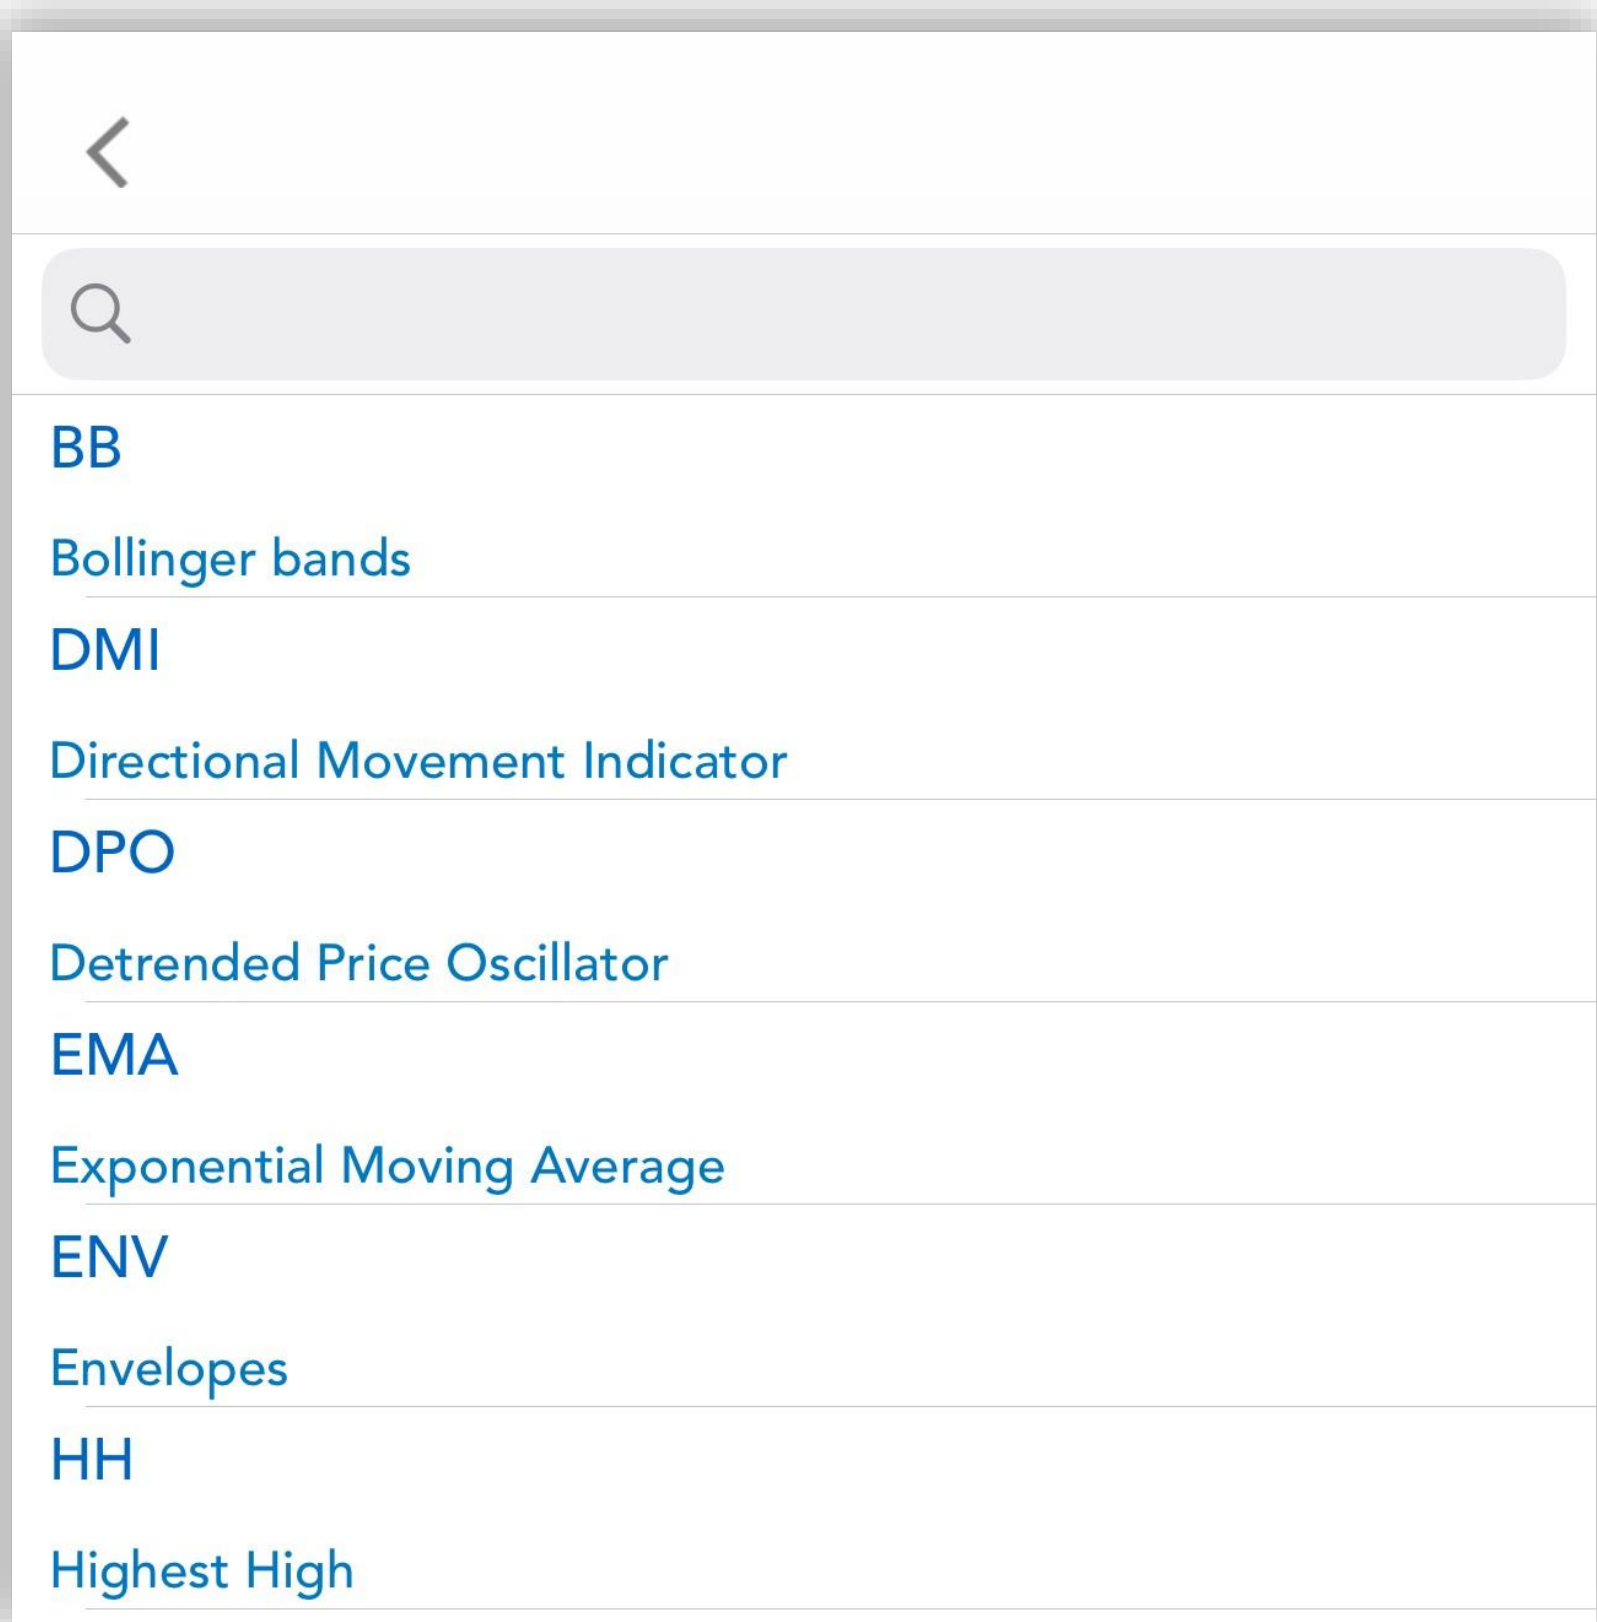 BB
Bollinger bands
DMI
Directional Movement Indicator
DPO
Detrended Price Oscillator
EMA
Exponential Moving Average
ENV
Envelopes
HH
Highest High